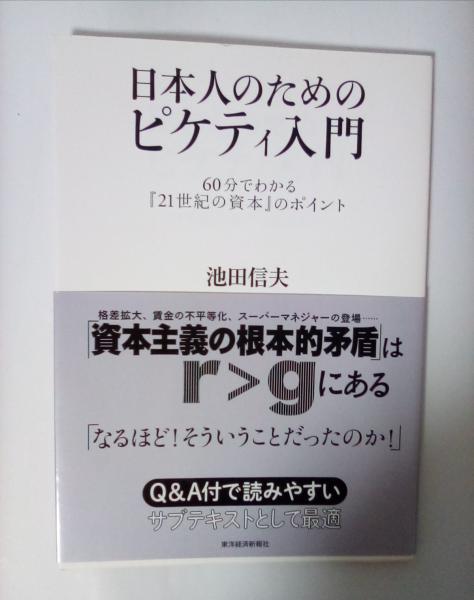 日本人のための
ピケティ入門
60分でわかる
『21世紀の資本』のポイント
池田信夫
格差拡大、賃金の不平等化、スーパーマネジャーの登場……
「資本主義の根本的矛盾」は
r>gにある
「なるほど！そういうことだったのか！」
Q&A付で読みやすい
サブテキストとして最適
東洋経済新報社